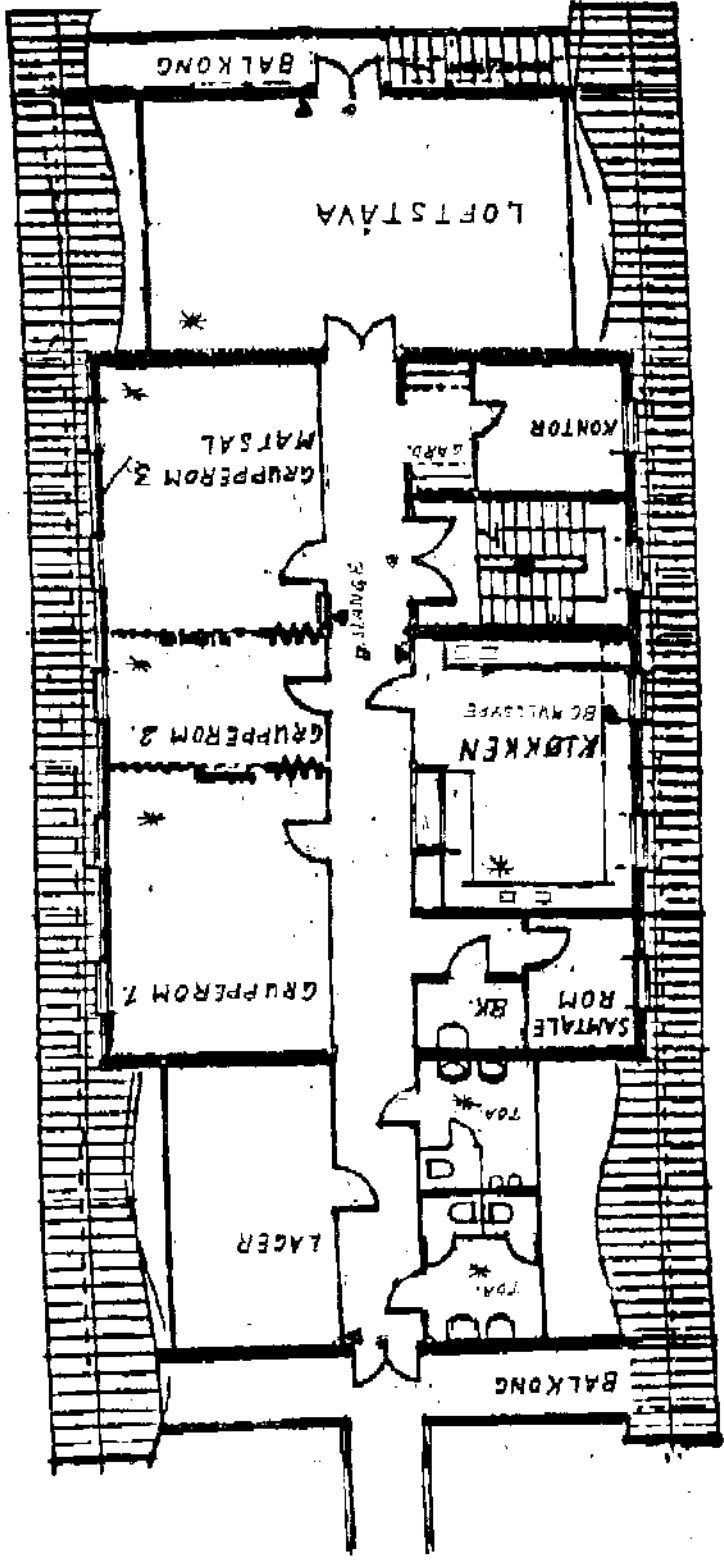 BALKONG
TOA.
LAGER
TOA.
SAMTALE
ROM
BK.
GRUPPEROM 1.
KJØKKEN
GRUPPEROM 2.
B.SLANGE
GRUPPEROM 3
MATSAL
GARD.
KONTOR
LOFTSTÅVA
BALKONG